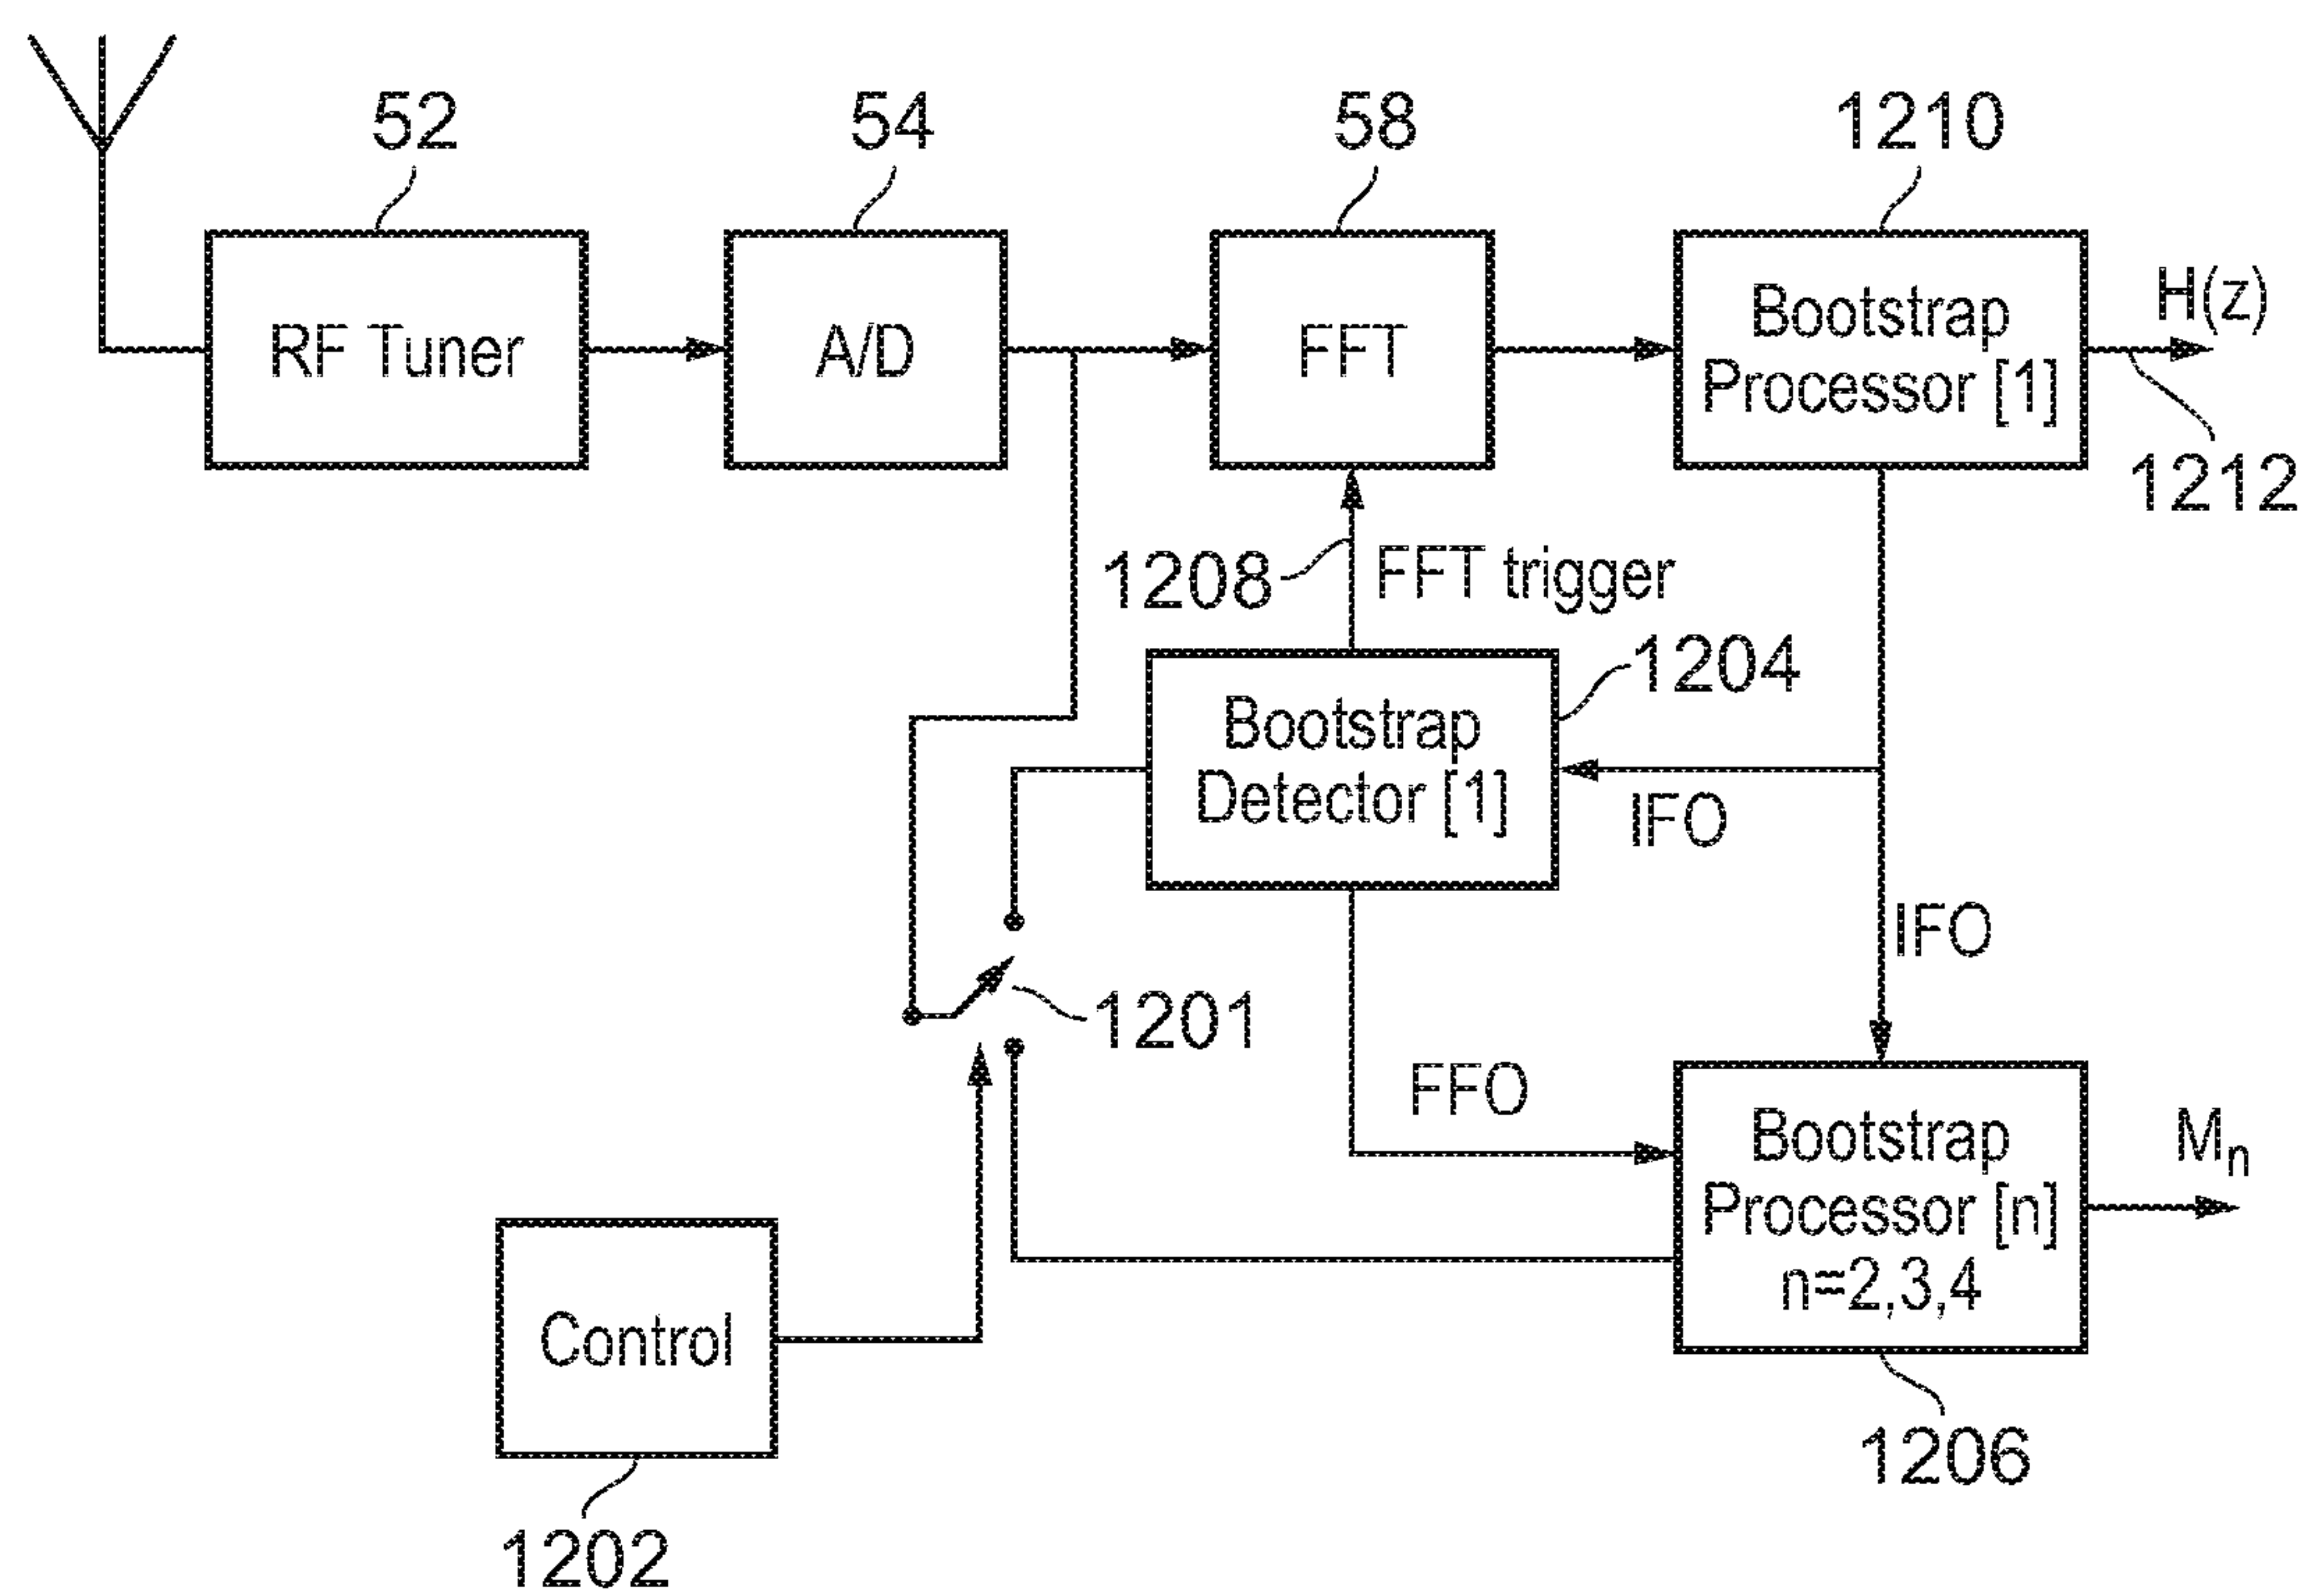 52
54
58
1210
RF Tuner
A/D
FFT
Bootstrap
Processor [1]
H(z)
1212
1208
FFT trigger
1204
Bootstrap
Detector [1]
IFO
IFO
1201
FFO
Bootstrap
Processor [n]
n=2,3,4
Mn
Control
1206
1202